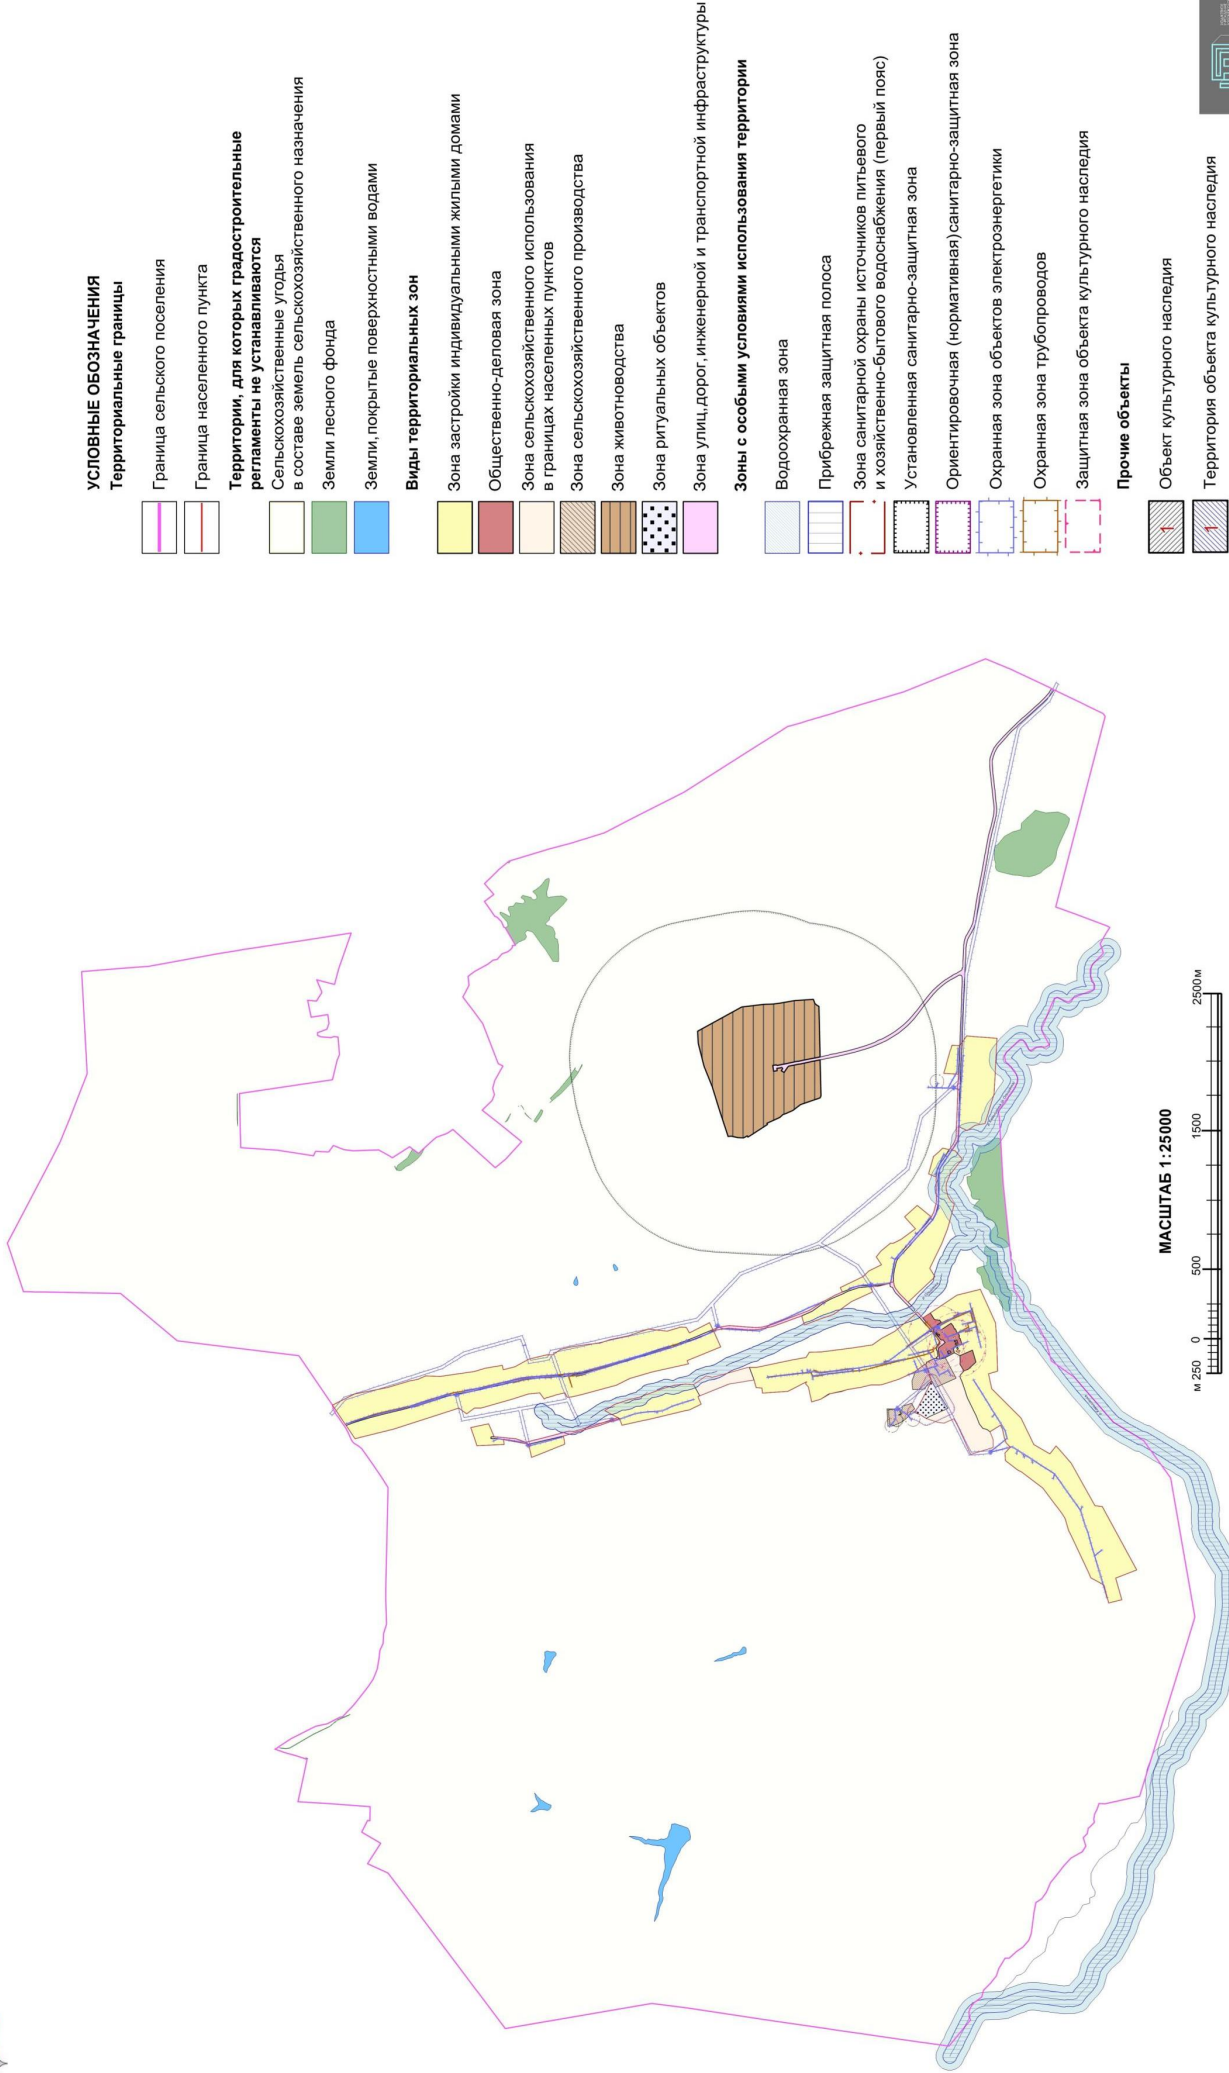 УСЛОВНЫЕ ОБОЗНАЧЕНИЯ
Территориальные границы
Граница сельского поселения
Граница населенного пункта
Территории, для которых градостроительные
регламенты не устанавливаются
Сельскохозяйственные угодья
в составе земель сельскохозяйственного назначения
Земли лесного фонда
Земли, покрытые поверхностными водами
Виды территориальных зон
Зона застройки индивидуальными жилыми домами
Общественно-деловая зона
Зона сельскохозяйственного использования
в границах населенных пунктов
Зона сельскохозяйственного производства
Зона животноводства
Зона ритуальных объектов
Зона улиц,дорог,инженерной и транспортной инфраструктуры
Зоны с особыми условиями использования территории
Водоохранная зона
Прибрежная защитная полоса
Зона санитарной охраны источников питьевого
и хозяйственно-бытового водоснабжения (первый пояс)
Установленная санитарно-защитная зона
Ориентировочная (нормативная)санитарно-защитная зона
Охранная зона объектов электроэнергетики
Охранная зона трубопроводов
Защитная зона объекта культурного наследия
Прочие объекты
1
Объект культурного наследия
1
Территория объекта культурного наследия
МАСШТАБ 1:25000
м 250 0 500 1500 2500м